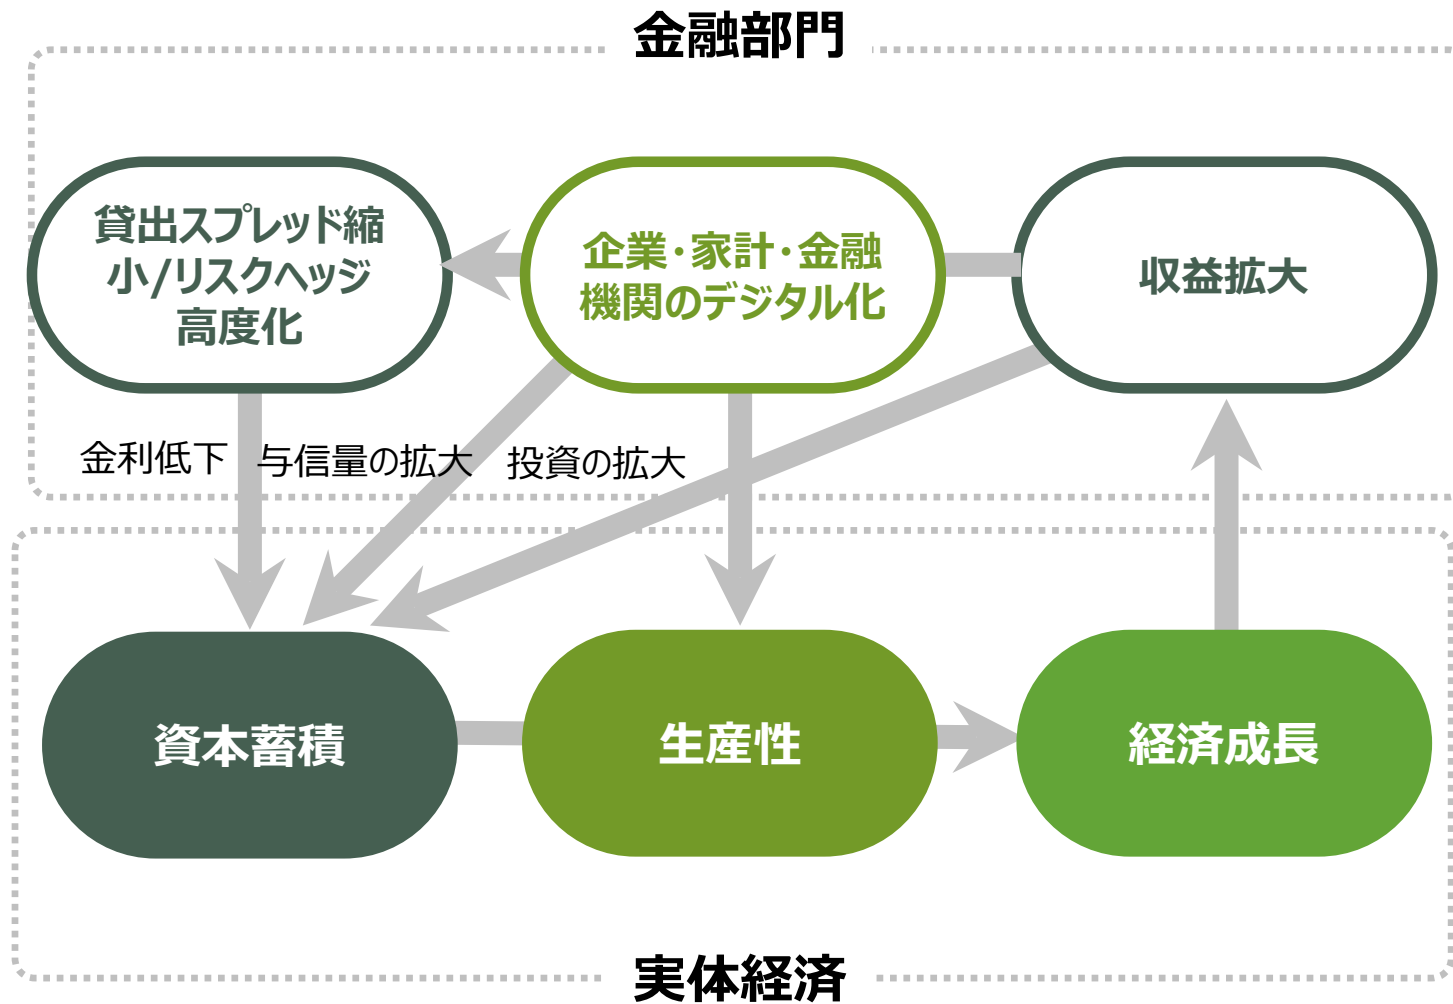 金融部門
貸出スプレッド縮
小/リスクヘッジ
高度化
企業・家計・金融
機関のデジタル化
収益拡大
金利低下
与信量の拡大
投資の拡大
資本蓄積
生産性
経済成長
実体経済